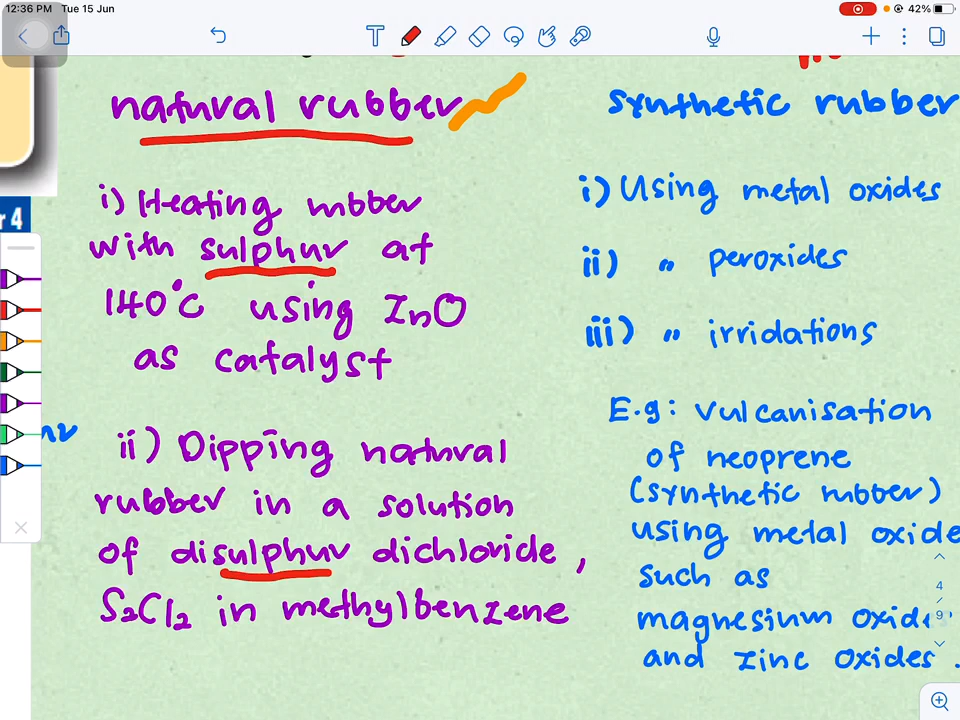 12:36 PM Tue 15 Jun
42%
natural rubber
i) Heating rubber
with sulphur at
140°C using ZnO
as catalyst
ii) Dipping natural
rubber in a solution
of disulphur dichloride,
S₂Cl₂ in methylbenzene
synthetic rubber
i) Using metal oxides
ii) " peroxides
iii) " irridations
E.g: Vulcanisation
of neoprene
(synthetic rubber)
using metal oxide
such as
magnesium oxide
and zinc oxides.
r 4
4
9